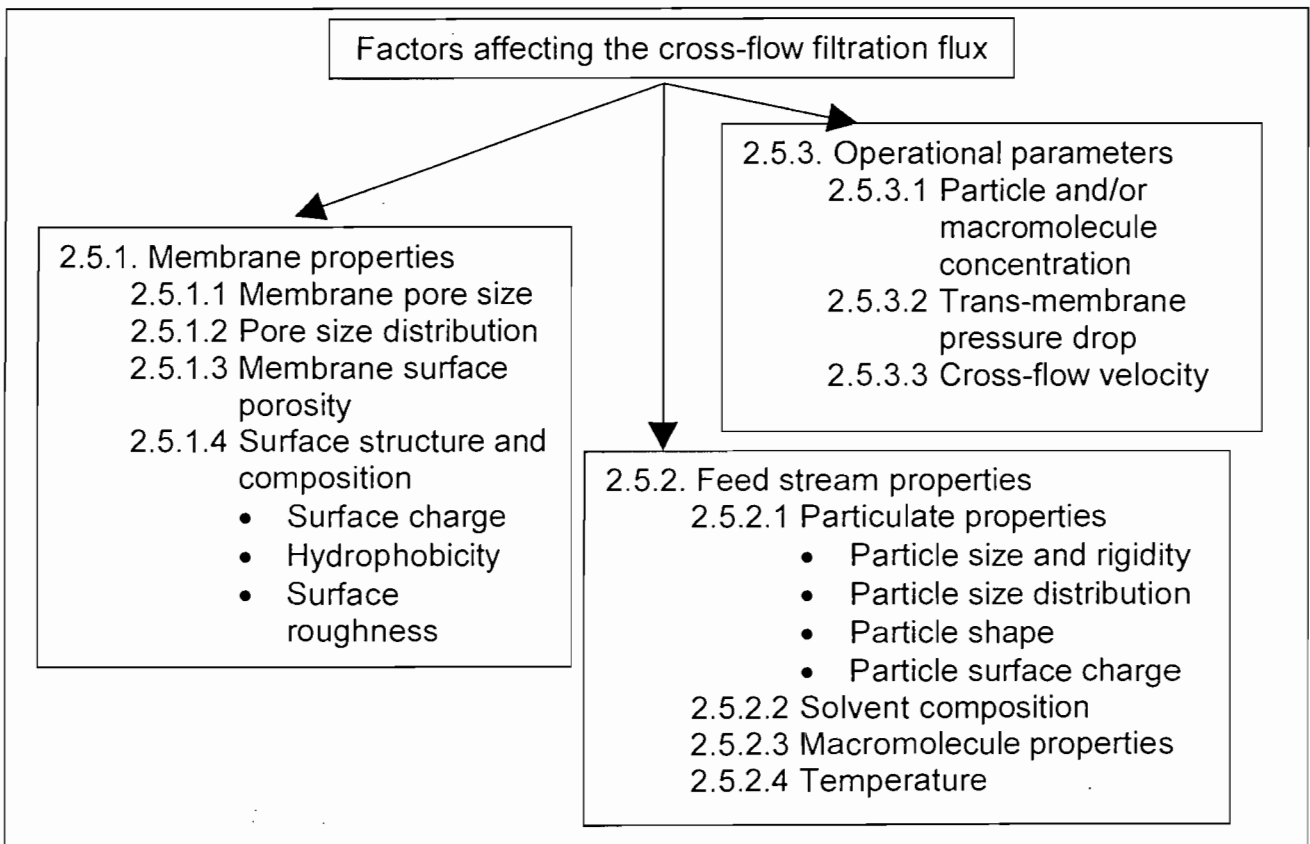 Factors affecting the cross-flow filtration flux
2.5.1. Membrane properties
2.5.1.1 Membrane pore size
2.5.1.2 Pore size distribution
2.5.1.3 Membrane surface
porosity
2.5.1.4 Surface structure and
composition
• Surface charge
• Hydrophobicity
• Surface
roughness
2.5.2. Feed stream properties
2.5.2.1 Particulate properties
• Particle size and rigidity
• Particle size distribution
• Particle shape
• Particle surface charge
2.5.2.2 Solvent composition
2.5.2.3 Macromolecule properties
2.5.2.4 Temperature
2.5.3. Operational parameters
2.5.3.1 Particle and/or
macromolecule
concentration
2.5.3.2 Trans-membrane
pressure drop
2.5.3.3 Cross-flow velocity